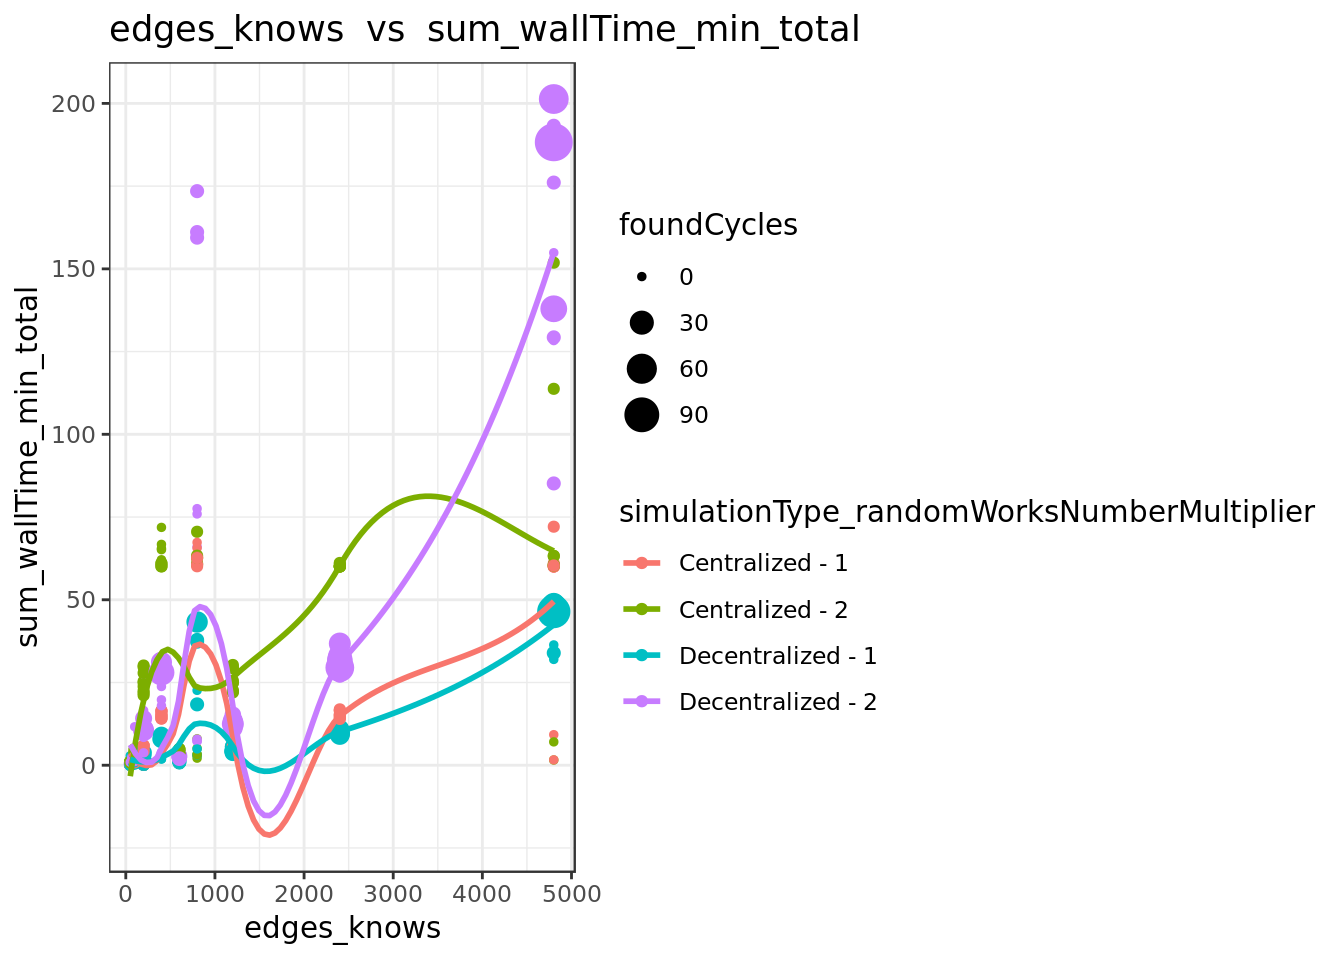 edges_knows  vs  sum_wallTime_min_total
sum_wallTime_min_total
200
150
100
50
0
0 1000 2000 3000 4000 5000
edges_knows
foundCycles
0
30
60
90
simulationType_randomWorksNumberMultiplier
Centralized - 1
Centralized - 2
Decentralized - 1
Decentralized - 2